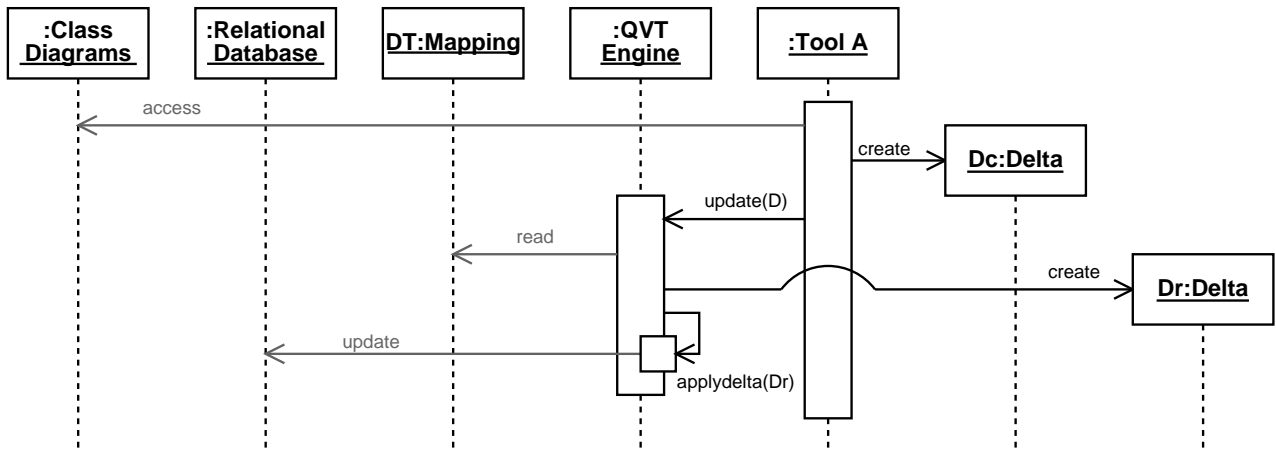 :Class
Diagrams
:Relational
Database
DT:Mapping
:QVT
Engine
:Tool A
access
create
Dc:Delta
update(D)
read
create
Dr:Delta
update
applydelta(Dr)